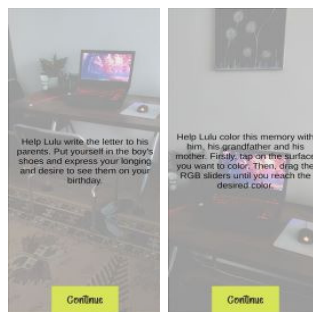 Help Lulu write the letter to his
parents. Put yourself in the boy's
shoes and express your longing
and desire to see them on your
birthday.
Continue
Help Lulu color this memory with
him, his grandfather and his
mother. Firstly, tap on the surface
you want to color. Then, drag the
RGB sliders until you reach the
desired color.
Continue